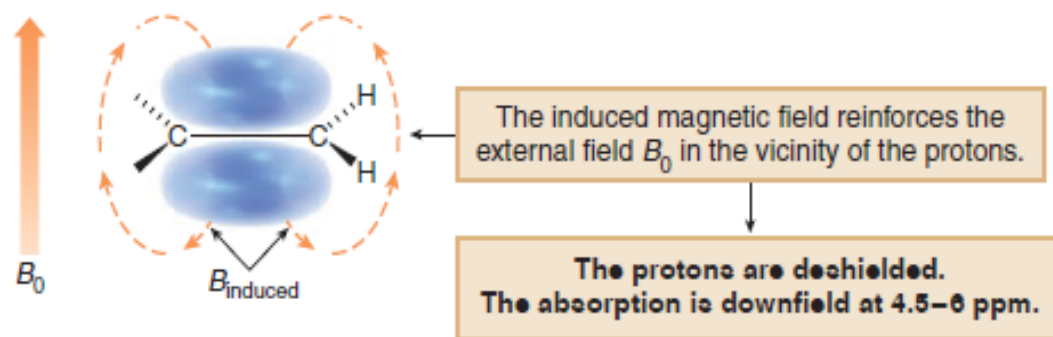 H
C
C
H
B0
Binduced
The induced magnetic field reinforces the
external field B0 in the vicinity of the protons.
The protons are deshielded.
The absorption is downfield at 4.5–6 ppm.